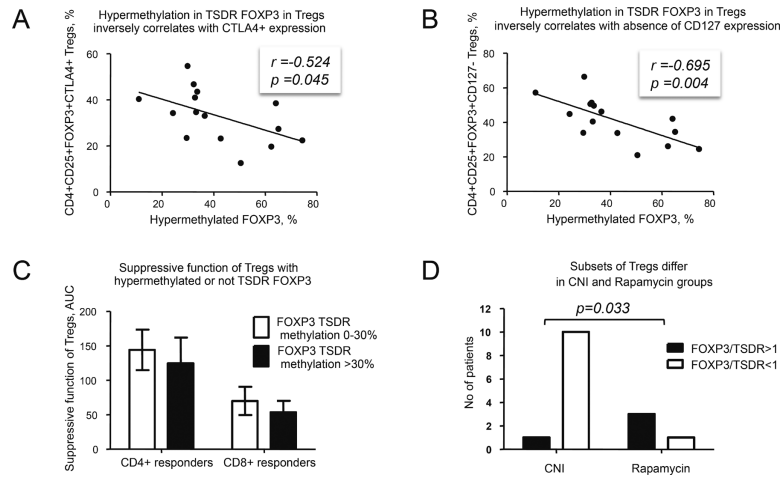 A
Hypermethylation in TSDR FOXP3 in Tregs
inversely correlates with CTLA4+ expression
CD4+CD25+FOXP3+CTLA4+ Tregs, %
60
40
20
0
r =-0.524
p =0.045
0 20 40 60 80
Hypermethylated FOXP3, %
B
Hypermethylation in TSDR FOXP3 in Tregs
inversely correlates with absence of CD127 expression
CD4+CD25+FOXP3+CD127- Tregs, %
80
60
40
20
0
r =-0.695
p =0.004
0 20 40 60 80
Hypermethylated FOXP3, %
C
Suppressive function of Tregs with
hypermethylated or not TSDR FOXP3
Suppressive function of Tregs, AUC
200
150
100
50
0
FOXP3 TSDR
methylation 0-30%
FOXP3 TSDR
methylation >30%
CD4+ responders CD8+ responders
D
Subsets of Tregs differ
in CNI and Rapamycin groups
No of patients
12
10
8
6
4
2
0
p=0.033
FOXP3/TSDR>1
FOXP3/TSDR<1
CNI Rapamycin